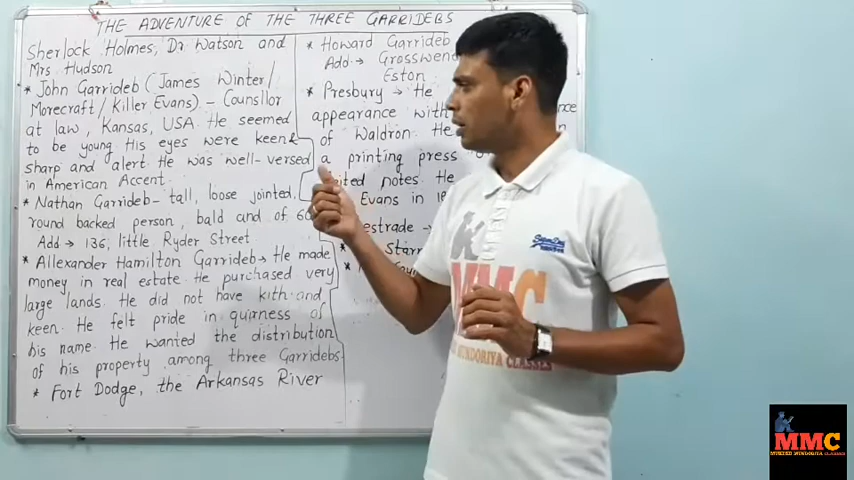 THE ADVENTURE OF THE THREE GARRIDEBS
SHERLOCK HOLMES, DR WATSON and
MRS HUDSON
* JOHN GARRIDEB (JAMES WINTER/
MORECRAFT/KILLER EVANS) - COUNSLLOR
AT LAW, KANSAS, USA. HE SEEMED
TO BE YOUNG. HIS EYES WERE KEEN &
SHARP AND ALERT. HE WAS WELL-VERSED
IN AMERICAN ACCENT.
* NATHAN GARRIDEB - TALL, LOOSE JOINTED,
ROUND BACKED PERSON, BALD AND OF 60
ADD → 136, LITTLE RYDER STREET
* ALLEXANDER HAMILTON GARRIDEB → HE MADE
MONEY IN REAL ESTATE. HE PURCHASED VERY
LARGE LANDS. HE DID NOT HAVE KITH AND
KEEN. HE FELT PRIDE IN QUIRNESS OF
HIS NAME. HE WANTED THE DISTRIBUTION
OF HIS PROPERTY AMONG THREE GARRIDEBS
* FORT DODGE, THE ARKANSAS RIVER
* HOWARD GARRIDEB
ADD → GROSSWEND
ESTON
* PRESBURY → HE
APPEARANCE WITH
OF WALDRON. HE
A PRINTING PRESS
NOTES. HE
EVANS IN
MMC
MUKEED MINDORIYA CLASSES